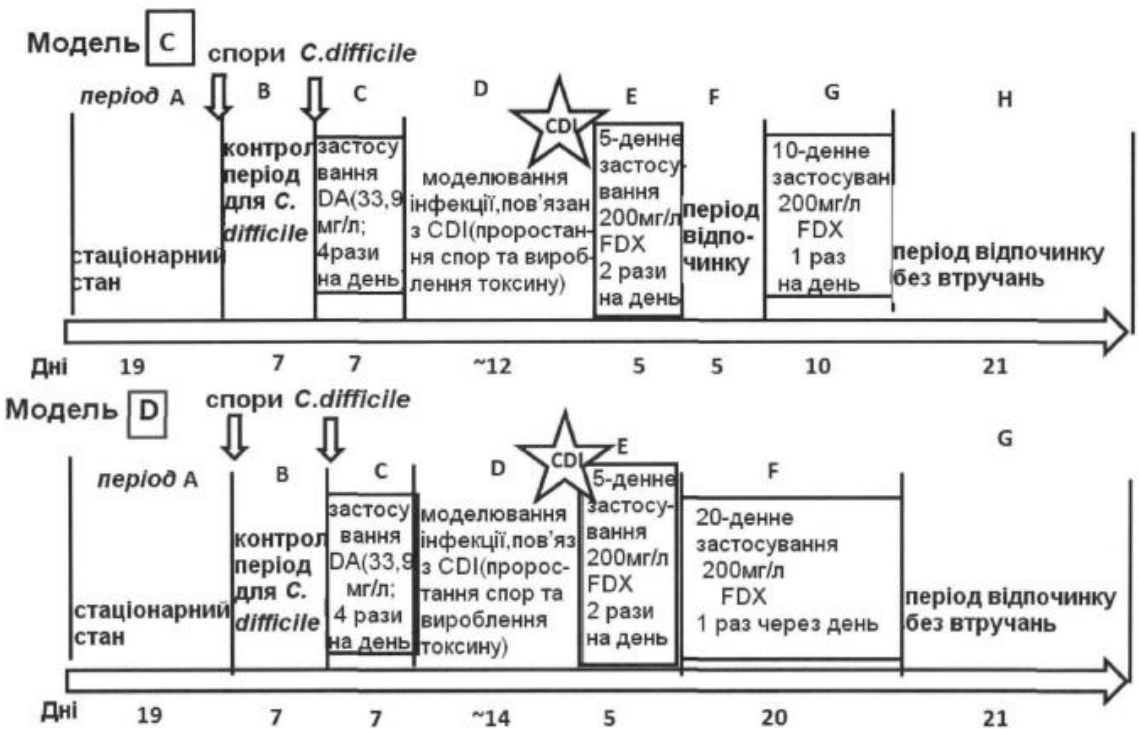 Модель C
спори C.difficile
період A
B
C
D
E
F
G
H
CDI
стаціонарний
стан
контрол
період
для C.
difficile
застосу
вання
DA(33,9
мг/л;
4рази
на день
моделювання
інфекції,пов’язан
з CDI(проростан-
ня спор та вироб-
лення токсину)
5-денне
застосу-
вання
200мг/л
FDX
2 рази
на день
період
відпо-
чинку
10-денне
застосуван
200мг/л
FDX
1 раз
на день
період відпочинку
без втручань
Дні 19 7 7 ~12 5 5 10 21
Модель D
спори C.difficile
період A
B
C
D
E
F
G
CDI
стаціонарний
стан
контрол
період
для C.
difficile
застосу
вання
DA(33,9
мг/л;
4 рази
на день
моделювання
інфекції,пов’яз
з CDI(пророс-
тання спор та
вироблення
токсину)
5-денне
застосу-
вання
200мг/л
FDX
2 рази
на день
20-денне
застосування
200мг/л
FDX
1 раз через день
період відпочинку
без втручань
Дні 19 7 7 ~14 5 20 21